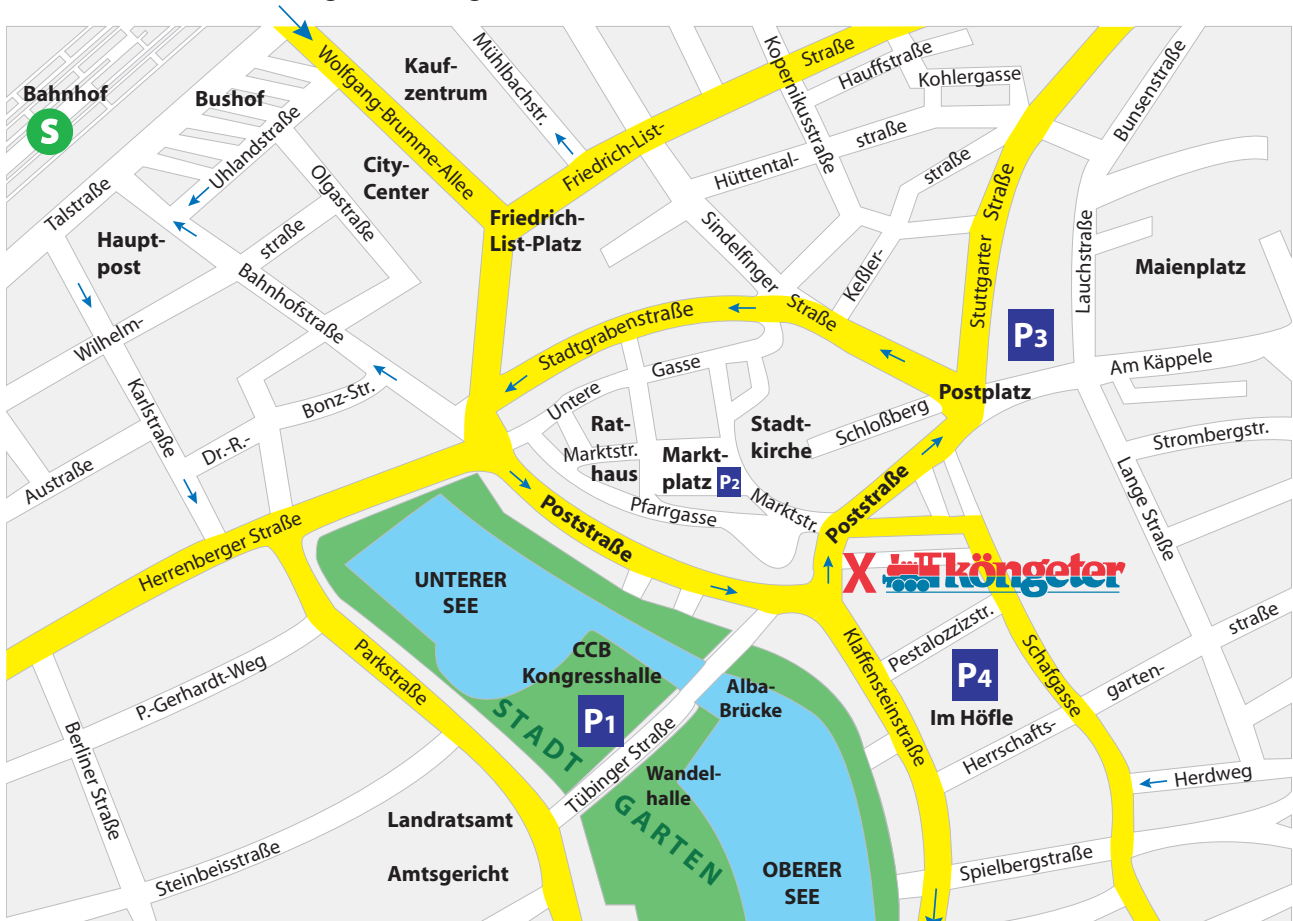 Bahnhof
S
Bushof
Kauf-
zentrum
Wolfgang-Brumme-Allee
Mühlbachstr.
Friedrich-List-
Straße
Kopernikusstraße
Hauffstraße
Kohlergasse
Bunsenstraße
Uhlandstraße
Talstraße
City-
Center
Olgastraße
Friedrich-
List-Platz
Hüttental-
straße
Sindelfinger
Straße
Keßler-
straße
Stuttgarter Straße
Lauchstraße
Maienplatz
Haupt-
post
Wilhelm-
straße
Bahnhofstraße
Karlstraße
Stadtgrabenstraße
P3
Am Käppele
Postplatz
Untere
Gasse
Dr.-R.-
Bonz-Str.
Austraße
Rat-
haus
Marktstr.
Markt-
platz P2
Stadt-
kirche
Schloßberg
Strombergstr.
Lange Straße
Pfarrgasse
Marktstr.
Poststraße
Poststraße
Herrenberger Straße
UNTERER
SEE
X köngeter
Pestalozzistr.
P4
Im Höfle
Schafgasse
Klaffensteinstraße
Herrschafts-
garten-
straße
Herdweg
CCB
Kongresshalle
P1
STADT
GARTEN
Alba-
Brücke
Tübinger Straße
Wandel-
halle
Parkstraße
P.-Gerhardt-Weg
Berliner Straße
Steinbeisstraße
Landratsamt
Amtsgericht
OBERER
SEE
Spielbergstraße